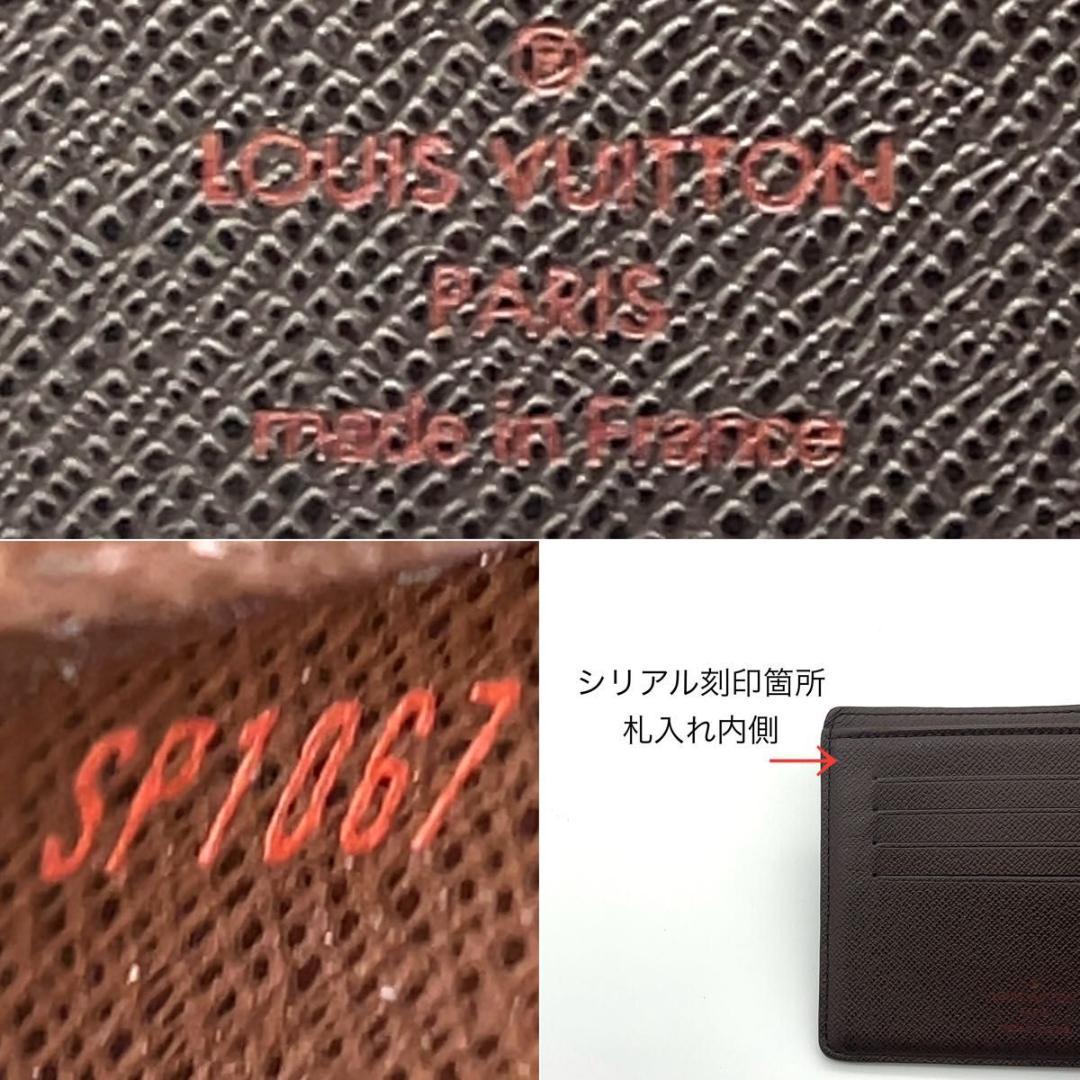 ®
LOUIS VUITTON
PARIS
made in France
SP1067
シリアル刻印箇所
札入れ内側